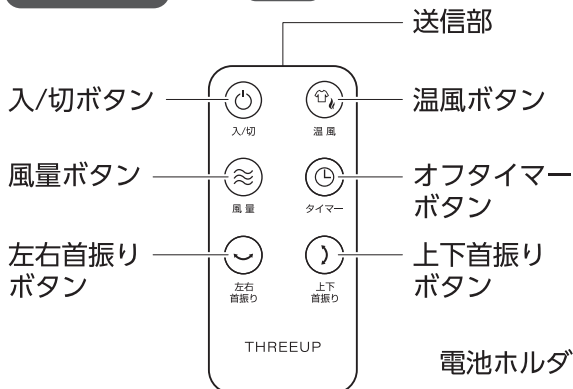 送信部
入/切ボタン
温風ボタン
入/切
温風
風量ボタン
オフタイマー
ボタン
風量
タイマー
左右首振り
ボタン
上下首振り
ボタン
左右
首振り
上下
首振り
THREEUP
電池ホルダ